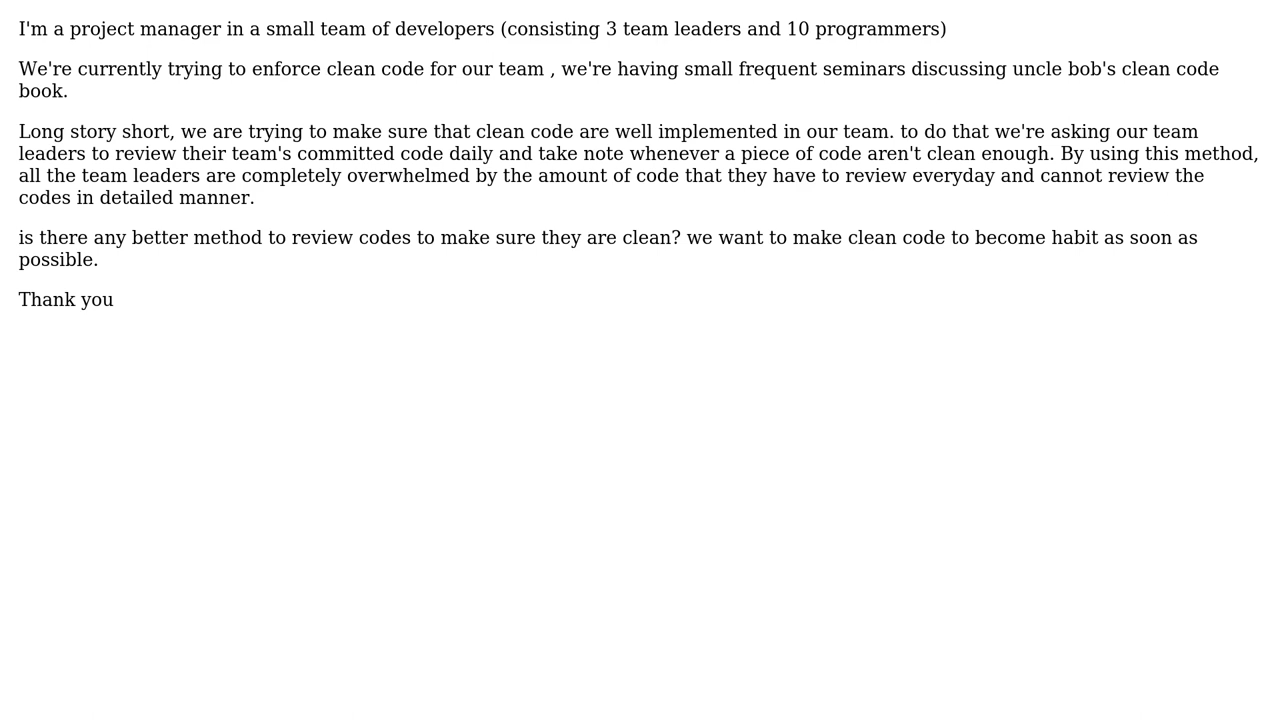 I'm a project manager in a small team of developers (consisting 3 team leaders and 10 programmers)
We're currently trying to enforce clean code for our team , we're having small frequent seminars discussing uncle bob's clean code
book.
Long story short, we are trying to make sure that clean code are well implemented in our team. to do that we're asking our team
leaders to review their team's committed code daily and take note whenever a piece of code aren't clean enough. By using this method,
all the team leaders are completely overwhelmed by the amount of code that they have to review everyday and cannot review the
codes in detailed manner.
is there any better method to review codes to make sure they are clean? we want to make clean code to become habit as soon as
possible.
Thank you